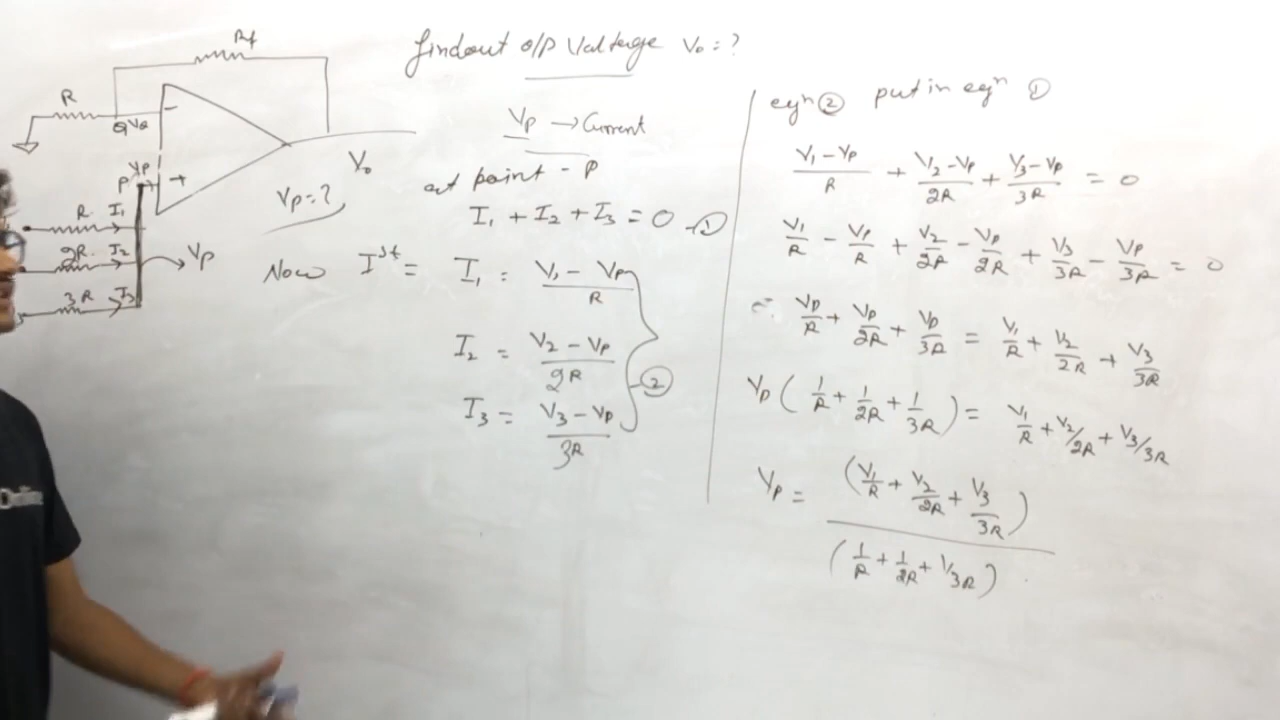 findout o/p Valtage V₀ = ?
Rf
R
@Va
-
VP
P
+
V₀
VP = ?
R I₁
2R I₂
VP
3R I₃
VP → Current
at point - P
I₁ + I₂ + I₃ = 0 - ①
Now Iˢᵗ = I₁ = (V₁ - VP)/R
I₂ = (V₂ - VP)/2R
I₃ = (V₃ - VP)/3R
②
eqⁿ ② put in eqⁿ ①
(V₁ - VP)/R + (V₂ - VP)/2R + (V₃ - VP)/3R = 0
V₁/R - VP/R + V₂/2R - VP/2R + V₃/3R - VP/3R = 0
VP/R + VP/2R + VP/3R = V₁/R + V₂/2R + V₃/3R
VP (1/R + 1/2R + 1/3R) = V₁/R + V₂/2R + V₃/3R
VP = (V₁/R + V₂/2R + V₃/3R) / (1/R + 1/2R + 1/3R)